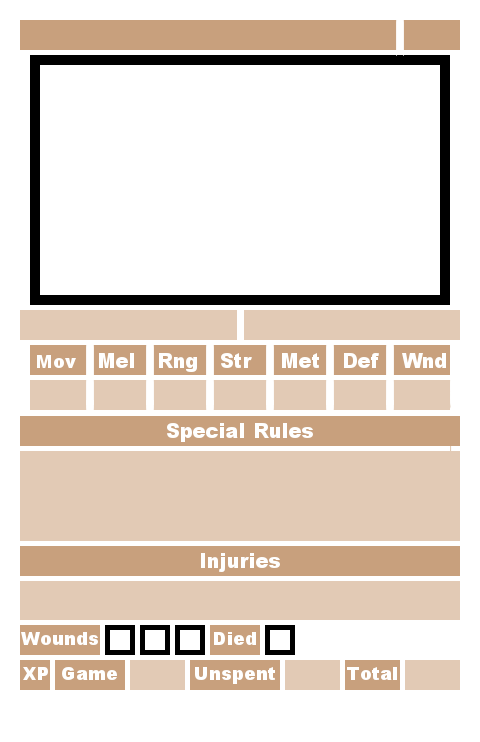 Mov Mel Rng Str Met Def Wnd
Special Rules
Injuries
Wounds Died
XP Game Unspent Total